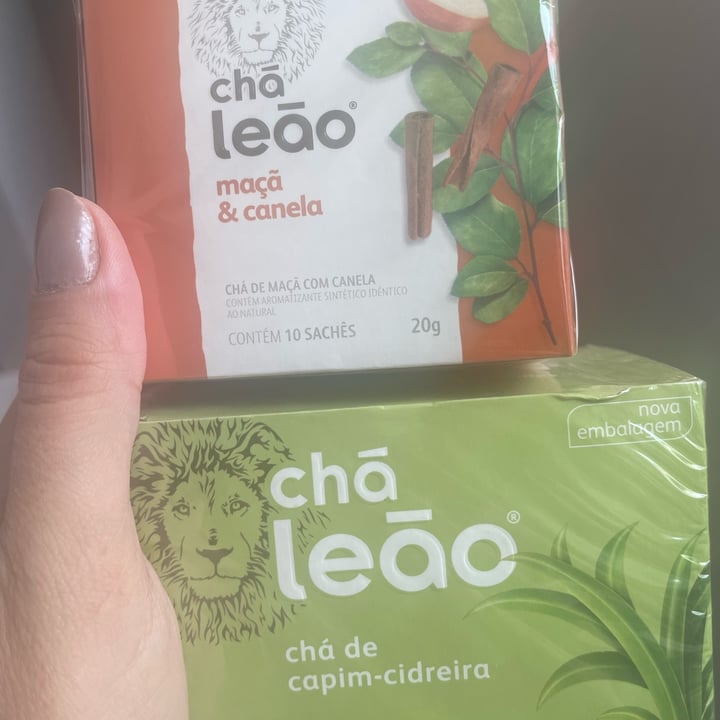 chá
leão®
maçã
& canela
CHÁ DE MAÇÃ COM CANELA
CONTÉM AROMATIZANTE SINTÉTICO IDÊNTICO
AO NATURAL
CONTÉM 10 SACHÊS 20g
nova
embalagem
chá
leão®
chá de
capim-cidreira